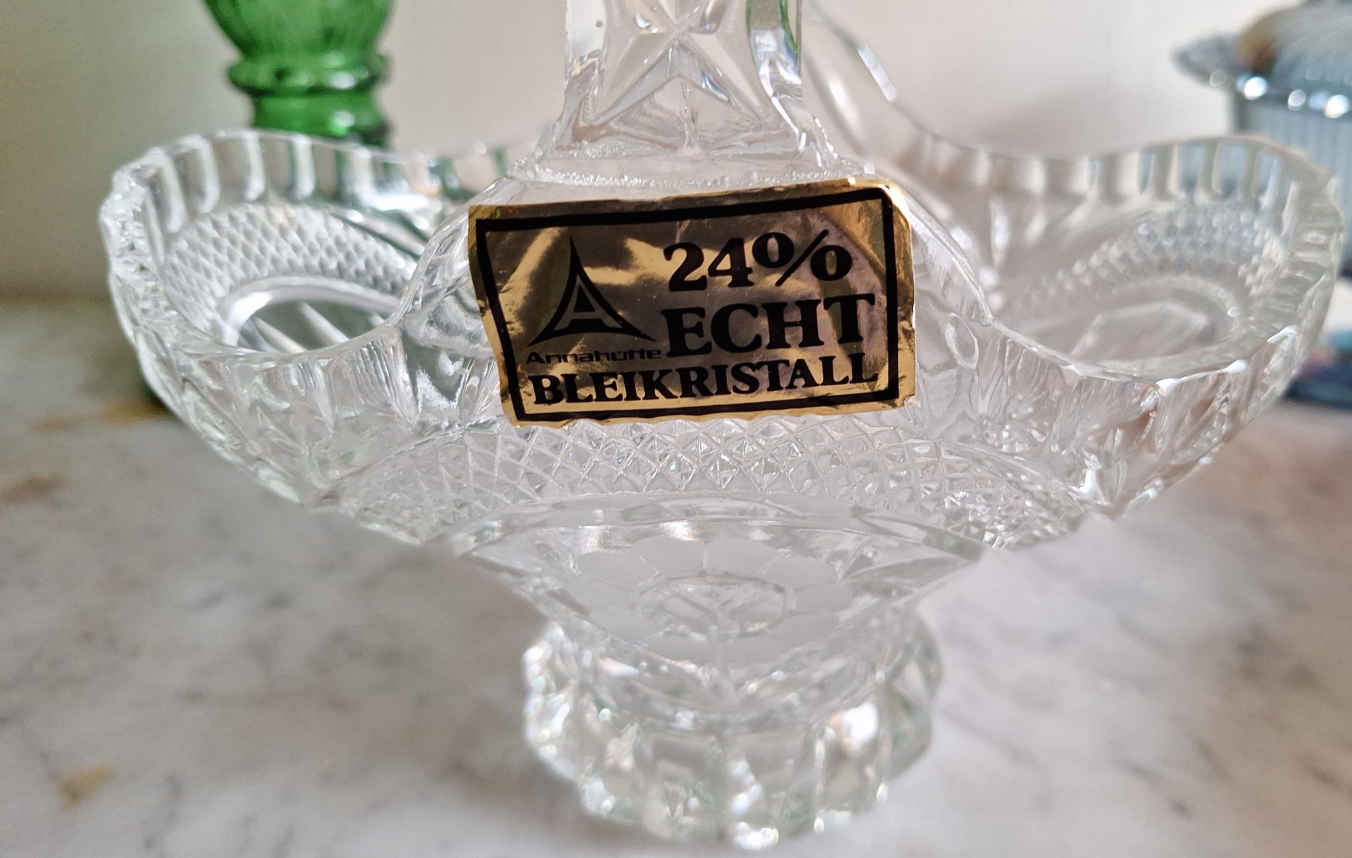 24%
ECHT
Annahütte
BLEIKRISTALL